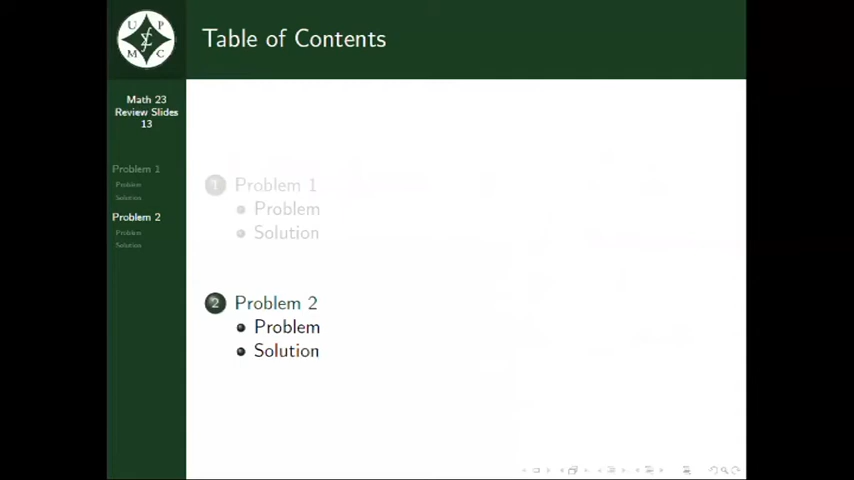 U P
M C
Table of Contents
Math 23
Review Slides
13
Problem 1
Problem
Solution
Problem 2
Problem
Solution
1 Problem 1
Problem
Solution
2 Problem 2
Problem
Solution